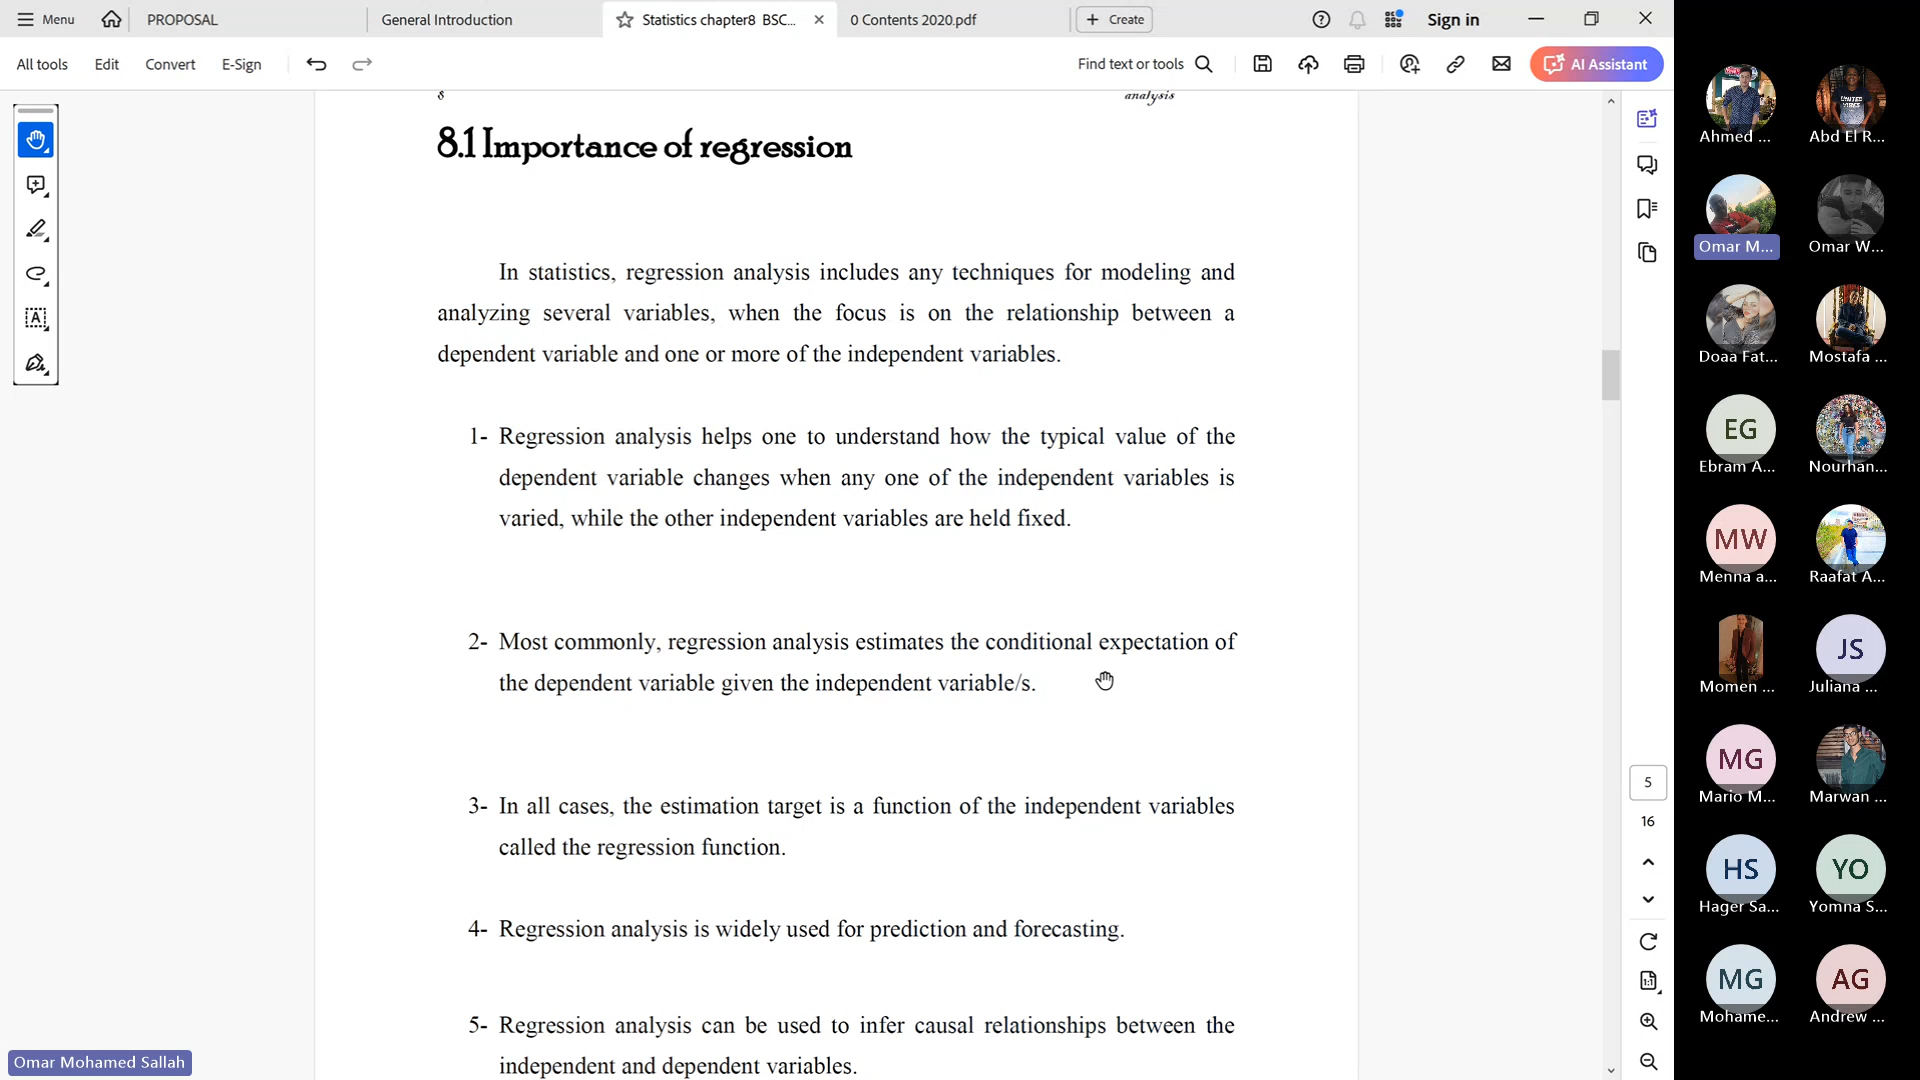 Menu
PROPOSAL
General Introduction
Statistics chapter8 BSC...
0 Contents 2020.pdf
Create
Sign in
All tools
Edit
Convert
E-Sign
Find text or tools
AI Assistant
8
analysis
8.1 Importance of regression
In statistics, regression analysis includes any techniques for modeling and
analyzing several variables, when the focus is on the relationship between a
dependent variable and one or more of the independent variables.
1- Regression analysis helps one to understand how the typical value of the
dependent variable changes when any one of the independent variables is
varied, while the other independent variables are held fixed.
2- Most commonly, regression analysis estimates the conditional expectation of
the dependent variable given the independent variable/s.
3- In all cases, the estimation target is a function of the independent variables
called the regression function.
4- Regression analysis is widely used for prediction and forecasting.
5- Regression analysis can be used to infer causal relationships between the
independent and dependent variables.
5
16
Omar Mohamed Sallah
Ahmed ...
Abd El R...
Omar M...
Omar W...
Doaa Fat...
Mostafa ...
EG
Ebram A...
Nourhan...
MW
Menna a...
Raafat A...
Momen ...
JS
Juliana ...
MG
Mario M...
Marwan ...
HS
Hager Sa...
YO
Yomna S...
MG
Mohame...
AG
Andrew ...